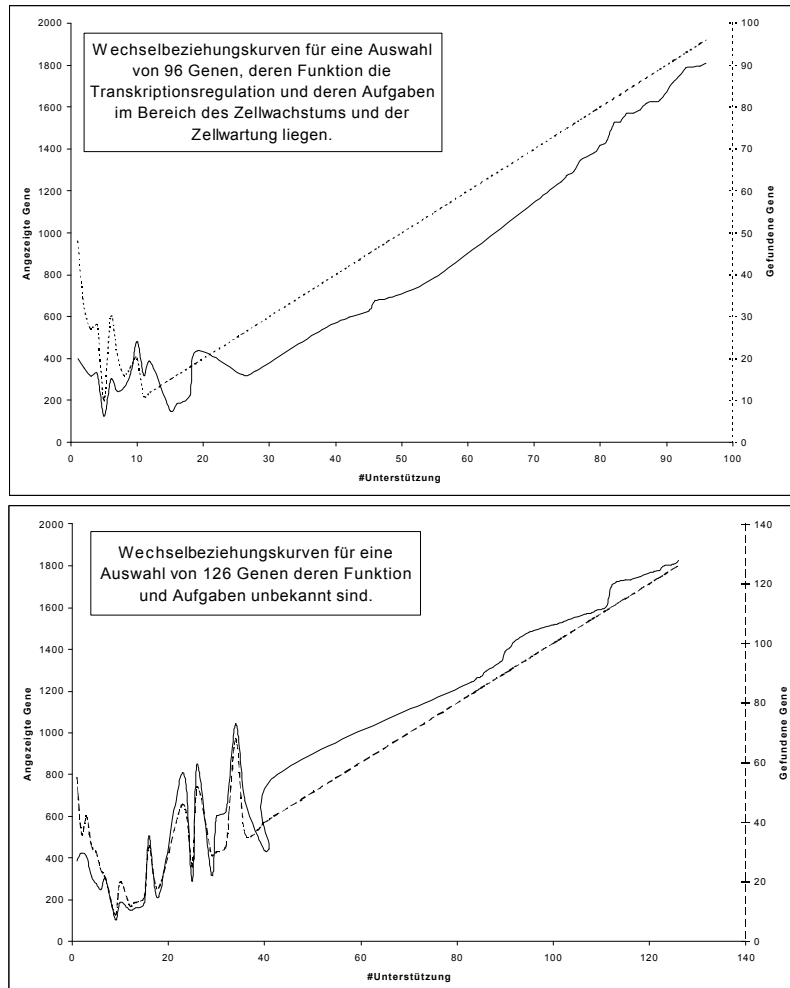 2000
1800
1600
1400
1200
1000
800
600
400
200
0
Angezeigte Gene
Wechselbeziehungskurven für eine Auswahl
von 96 Genen, deren Funktion die
Transkriptionsregulation und deren Aufgaben
im Bereich des Zellwachstums und der
Zellwartung liegen.
100
90
80
70
60
50
40
30
20
10
0
Gefundene Gene
0 10 20 30 40 50 60 70 80 90 100
#Unterstützung
2000
1800
1600
1400
1200
1000
800
600
400
200
0
Angezeigte Gene
Wechselbeziehungskurven für eine
Auswahl von 126 Genen deren Funktion
und Aufgaben unbekannt sind.
140
120
100
80
60
40
20
0
Gefundene Gene
0 20 40 60 80 100 120 140
#Unterstützung